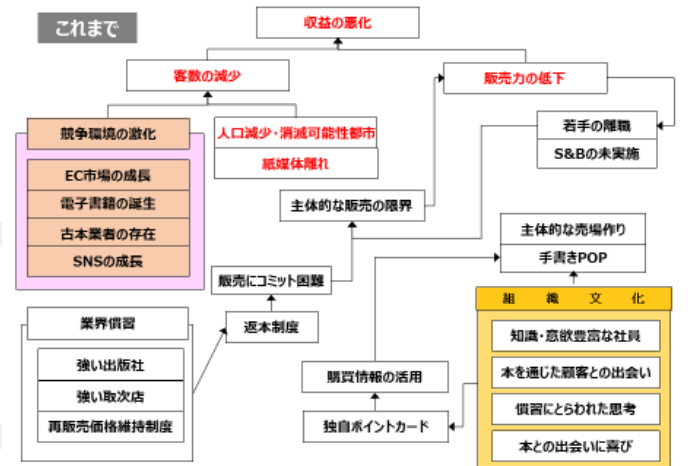 これまで
収益の悪化
客数の減少
販売力の低下
競争環境の激化
人口減少・消滅可能性都市
紙媒体離れ
若手の離職
S&Bの未実施
EC市場の成長
電子書籍の誕生
古本業者の存在
SNSの成長
主体的な販売の限界
主体的な売場作り
手書きPOP
販売にコミット困難
組織文化
業界慣習
返本制度
知識・意欲豊富な社員
強い出版社
強い取次店
再販売価格維持制度
購買情報の活用
本を通じた顧客との出会い
独自ポイントカード
慣習にとらわれた思考
本との出会いに喜び